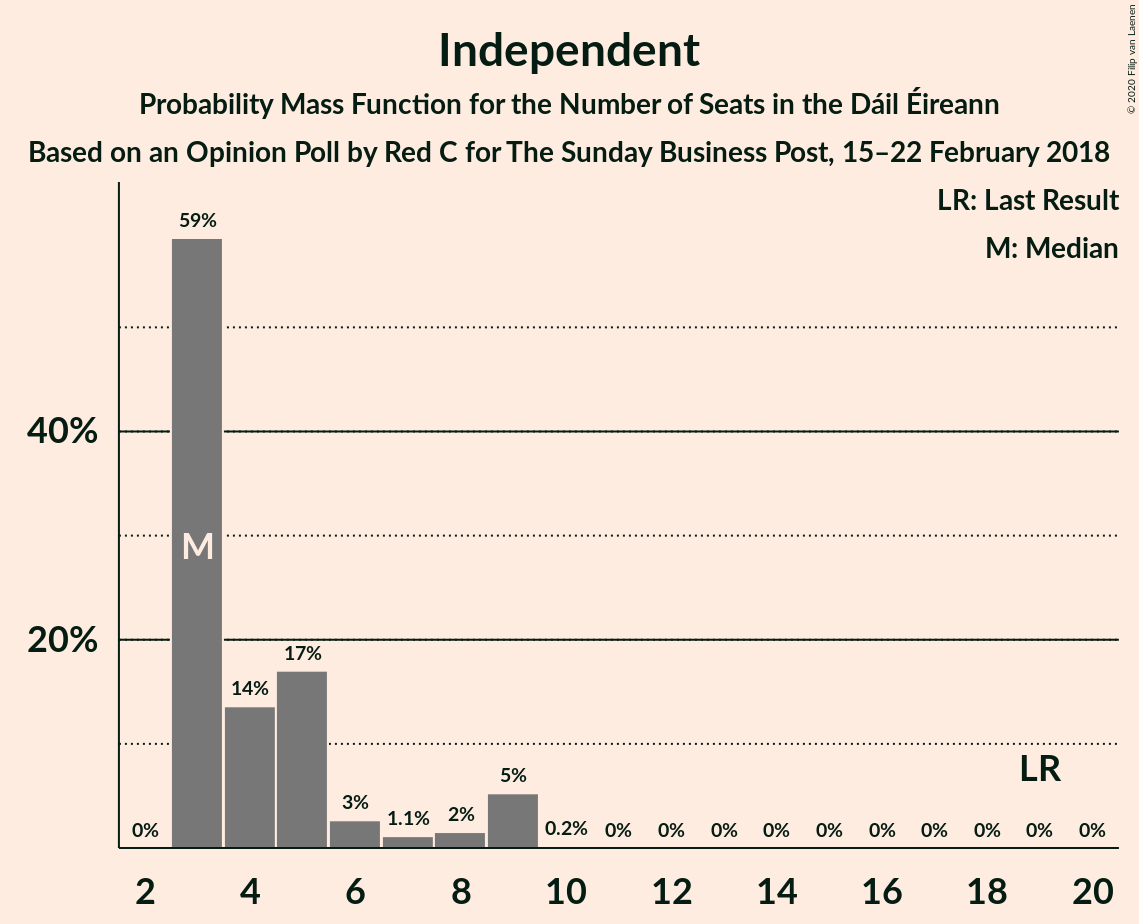 Independent
Probability Mass Function for the Number of Seats in the Dáil Éireann
Based on an Opinion Poll by Red C for The Sunday Business Post, 15–22 February 2018
© 2020 Filip van Laenen
LR: Last Result
M: Median
59%
40%
M
20%
17%
14%
LR
5%
3%
2%
1.1%
0% 0.2% 0% 0% 0% 0% 0% 0% 0% 0% 0% 0%
2 4 6 8 10 12 14 16 18 20